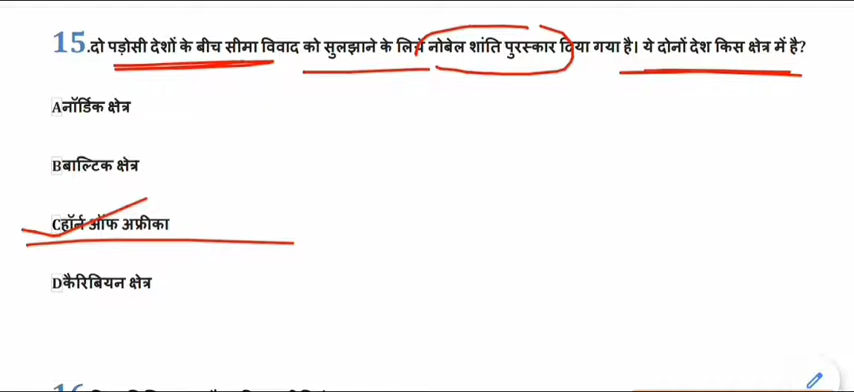 15.दो पड़ोसी देशों के बीच सीमा विवाद को सुलझाने के लिये नोबेल शांति पुरस्कार दिया गया है। ये दोनों देश किस क्षेत्र में है?
Aनॉर्डिक क्षेत्र
Bबाल्टिक क्षेत्र
Cहॉर्न ऑफ अफ्रीका
Dकैरिबियन क्षेत्र